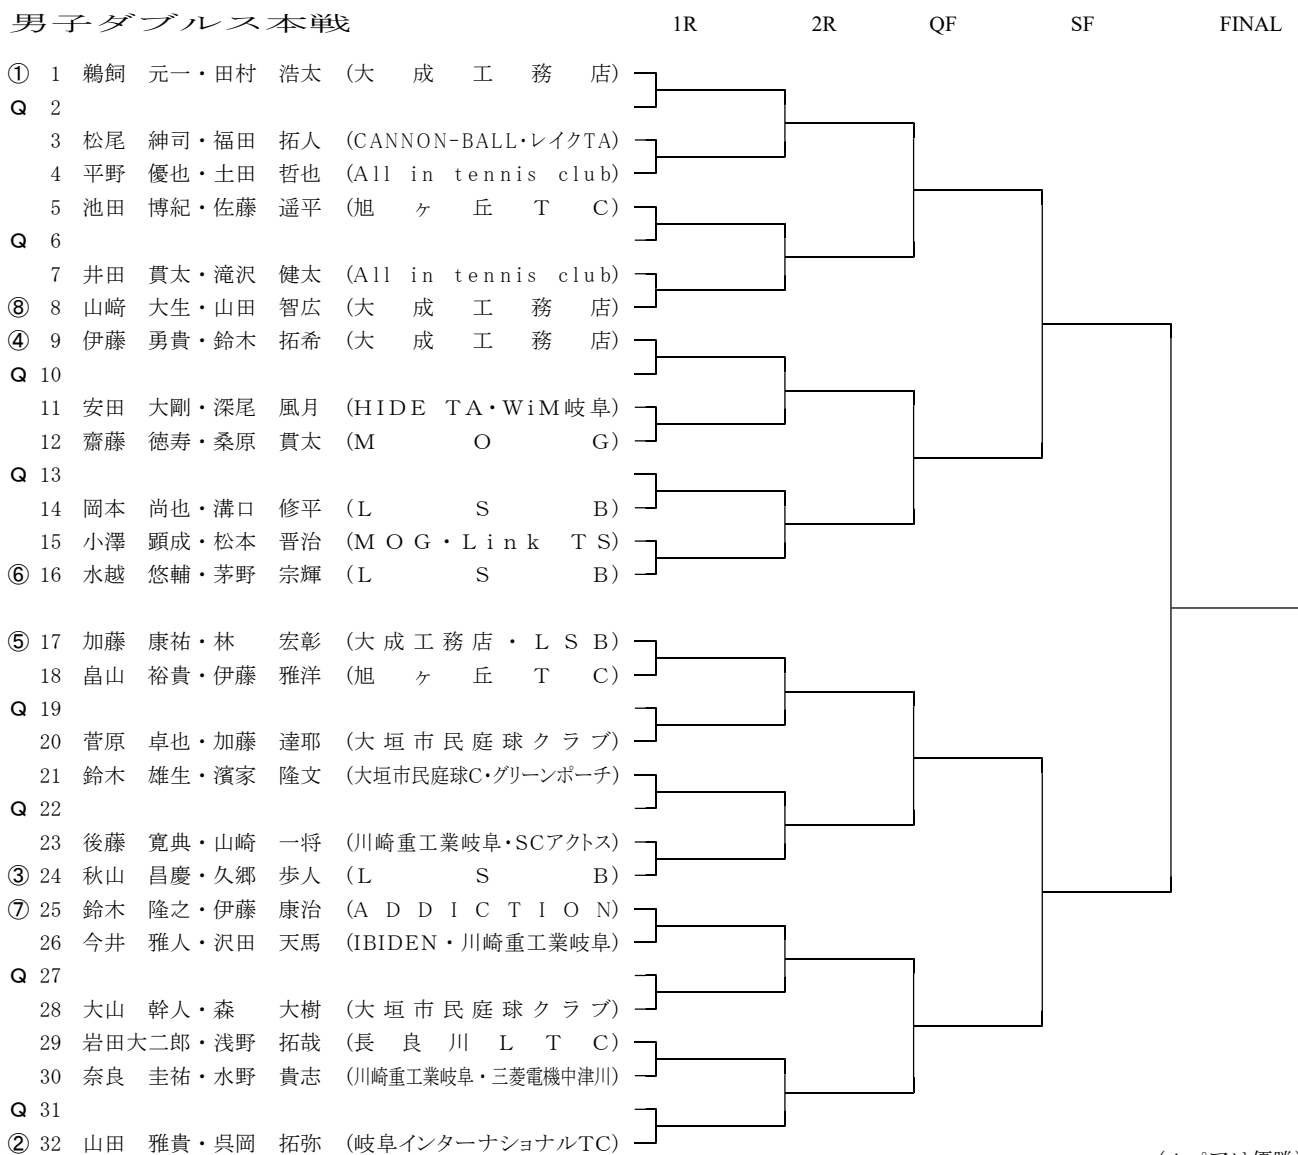 男子ダブルス本戦 1R 2R QF SF FINAL
① 1 鵜飼 元一・田村 浩太 (大成工務店)
Q 2
3 松尾 紳司・福田 拓人 (CANNON-BALL・レイクTA)
4 平野 優也・土田 哲也 (All in tennis club)
5 池田 博紀・佐藤 遥平 (旭ヶ丘TC)
Q 6
7 井田 貫太・滝沢 健太 (All in tennis club)
⑧ 8 山﨑 大生・山田 智広 (大成工務店)
④ 9 伊藤 勇貴・鈴木 拓希 (大成工務店)
Q 10
11 安田 大剛・深尾 風月 (HIDE TA・WiM岐阜)
12 齋藤 徳寿・桑原 貫太 (MOG)
Q 13
14 岡本 尚也・溝口 修平 (LSB)
15 小澤 顕成・松本 晋治 (MOG・Link TS)
⑥ 16 水越 悠輔・茅野 宗輝 (LSB)
⑤ 17 加藤 康祐・林 宏彰 (大成工務店・LSB)
18 畠山 裕貴・伊藤 雅洋 (旭ヶ丘TC)
Q 19
20 菅原 卓也・加藤 達耶 (大垣市民庭球クラブ)
21 鈴木 雄生・濱家 隆文 (大垣市民庭球C・グリーンポーチ)
Q 22
23 後藤 寛典・山崎 一将 (川崎重工業岐阜・SCアクトス)
③ 24 秋山 昌慶・久郷 歩人 (LSB)
⑦ 25 鈴木 隆之・伊藤 康治 (ADDICTION)
26 今井 雅人・沢田 天馬 (IBIDEN・川崎重工業岐阜)
Q 27
28 大山 幹人・森 大樹 (大垣市民庭球クラブ)
29 岩田大二郎・浅野 拓哉 (長良川LTC)
30 奈良 圭祐・水野 貴志 (川崎重工業岐阜・三菱電機中津川)
Q 31
② 32 山田 雅貴・呉岡 拓弥 (岐阜インターナショナルTC)